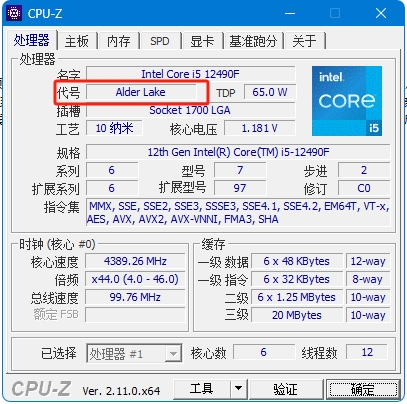 CPU-Z
处理器 主板 内存 SPD 显卡 基准跑分 关于
处理器
名字 Intel Core i5 12490F
代号 Alder Lake TDP 65.0 W
插槽 Socket 1700 LGA
工艺 10 纳米 核心电压 1.181 V
intel
CORE
i5
规格 12th Gen Intel(R) Core(TM) i5-12490F
系列 6 型号 7 步进 2
扩展系列 6 扩展型号 97 修订 C0
指令集 MMX, SSE, SSE2, SSE3, SSSE3, SSE4.1, SSE4.2, EM64T, VT-x,
AES, AVX, AVX2, AVX-VNNI, FMA3, SHA
时钟 (核心 #0) 缓存
核心速度 4389.26 MHz 一级 数据 6 x 48 KBytes 12-way
倍频 x44.0 (4.0 - 46.0) 一级 指令 6 x 32 KBytes 8-way
总线速度 99.76 MHz 二级 6 x 1.25 MBytes 10-way
额定 FSB 三级 20 MBytes 10-way
已选择 处理器 #1 核心数 6 线程数 12
CPU-Z Ver. 2.11.0.x64 工具 验证 确定